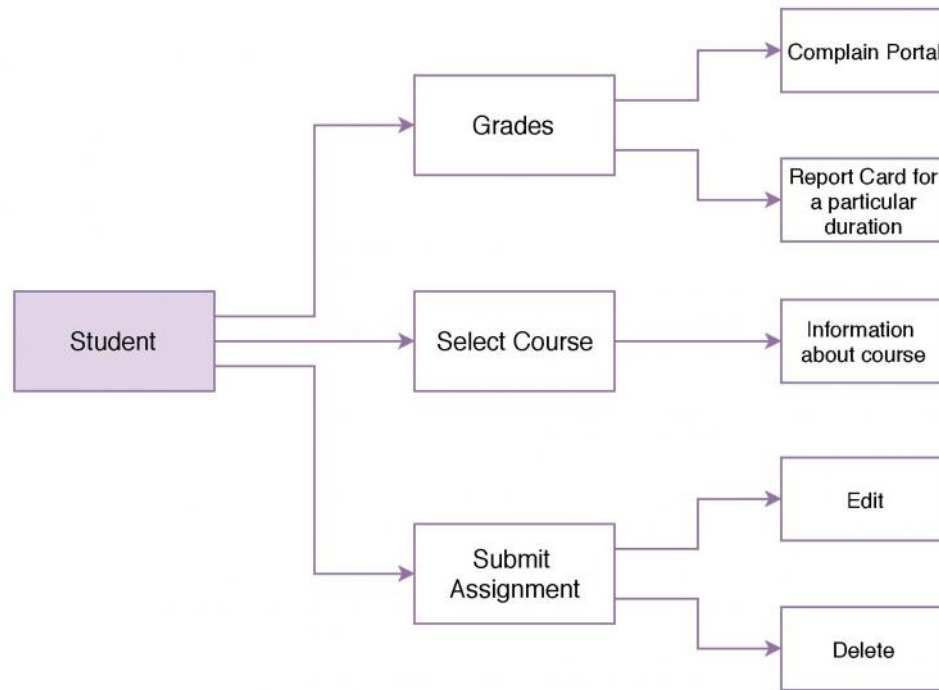 Complain Portal
Grades
Report Card for
a particular
duration
Student
Select Course
Information
about course
Edit
Submit
Assignment
Delete